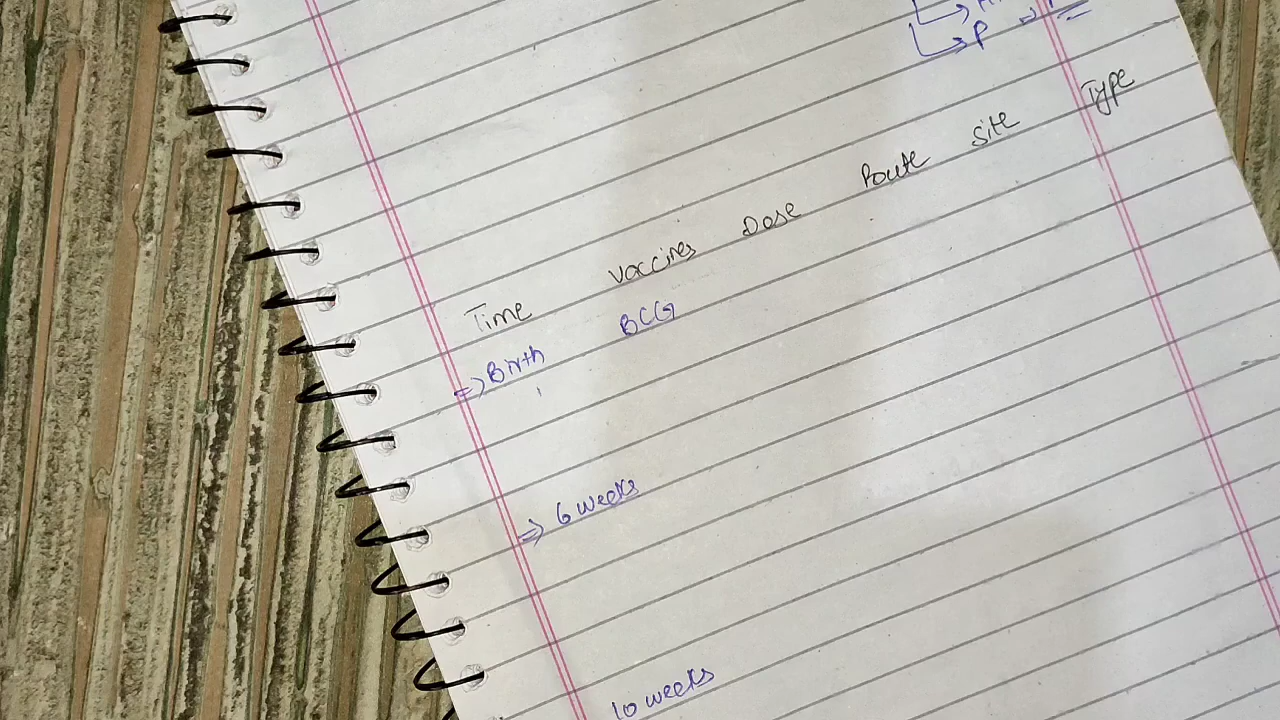 P ⇒
Time Vaccines Dose Route Site Type
⇒ Birth BCG
⇒ 6 weeks
10 weeks